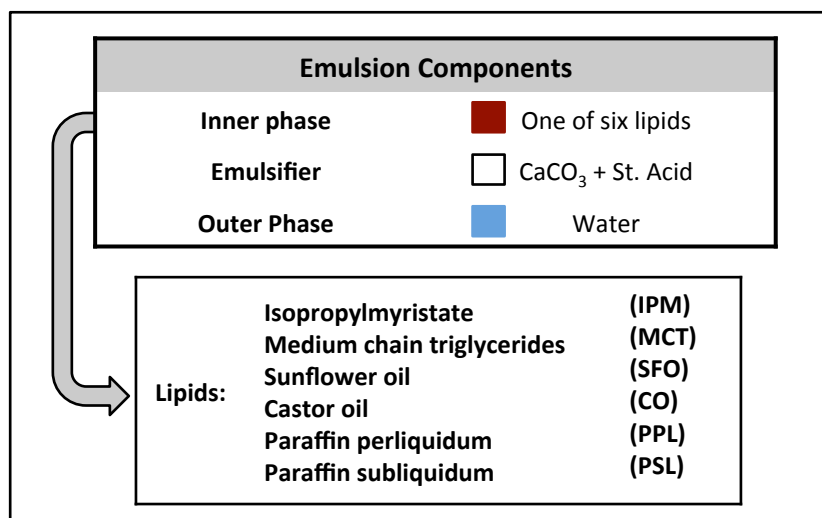 Emulsion Components
Inner phase One of six lipids
Emulsifier CaCO₃ + St. Acid
Outer Phase Water
Isopropylmyristate (IPM)
Medium chain triglycerides (MCT)
Sunflower oil (SFO)
Lipids: Castor oil (CO)
Paraffin perliquidum (PPL)
Paraffin subliquidum (PSL)